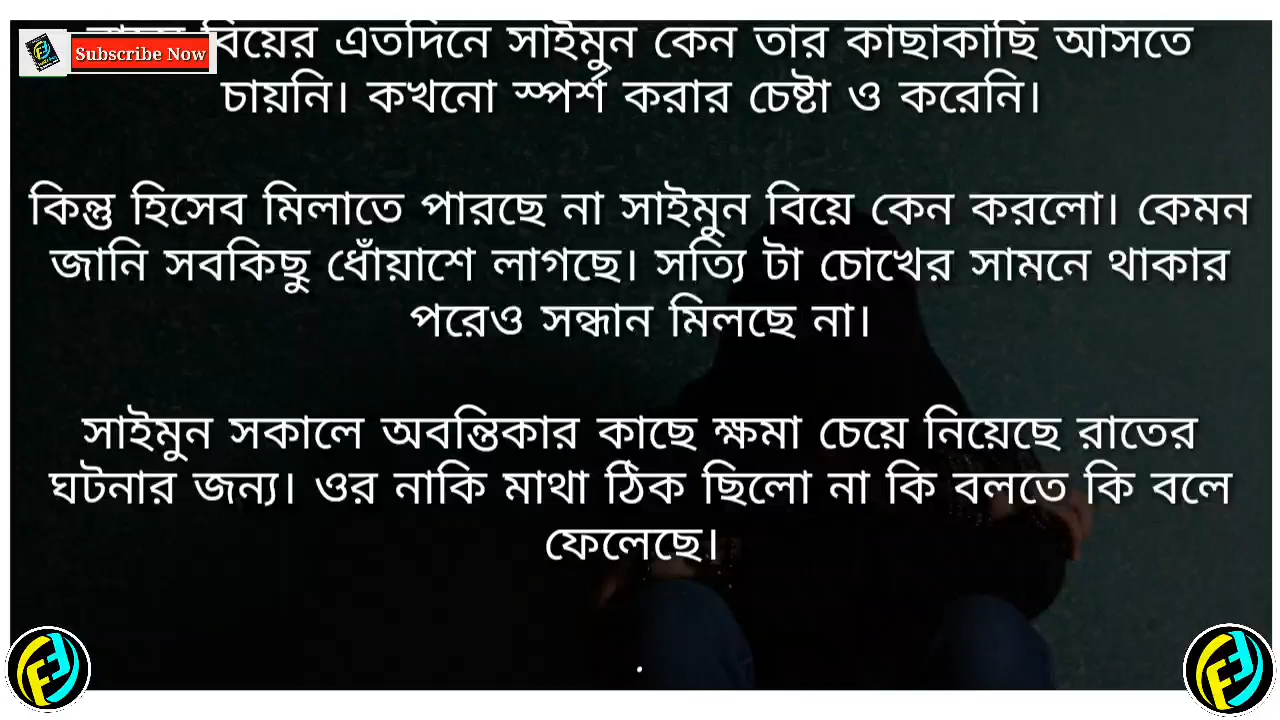 Subscribe Now
বিয়ের এতদিনে সাইমুন কেন তার কাছাকাছি আসতে
চায়নি। কখনো স্পর্শ করার চেষ্টা ও করেনি।
কিন্তু হিসেব মিলাতে পারছে না সাইমুন বিয়ে কেন করলো। কেমন
জানি সবকিছু ধোঁয়াশে লাগছে। সত্যি টা চোখের সামনে থাকার
পরেও সন্ধান মিলছে না।
সাইমুন সকালে অবন্তিকার কাছে ক্ষমা চেয়ে নিয়েছে রাতের
ঘটনার জন্য। ওর নাকি মাথা ঠিক ছিলো না কি বলতে কি বলে
ফেলেছে।
.